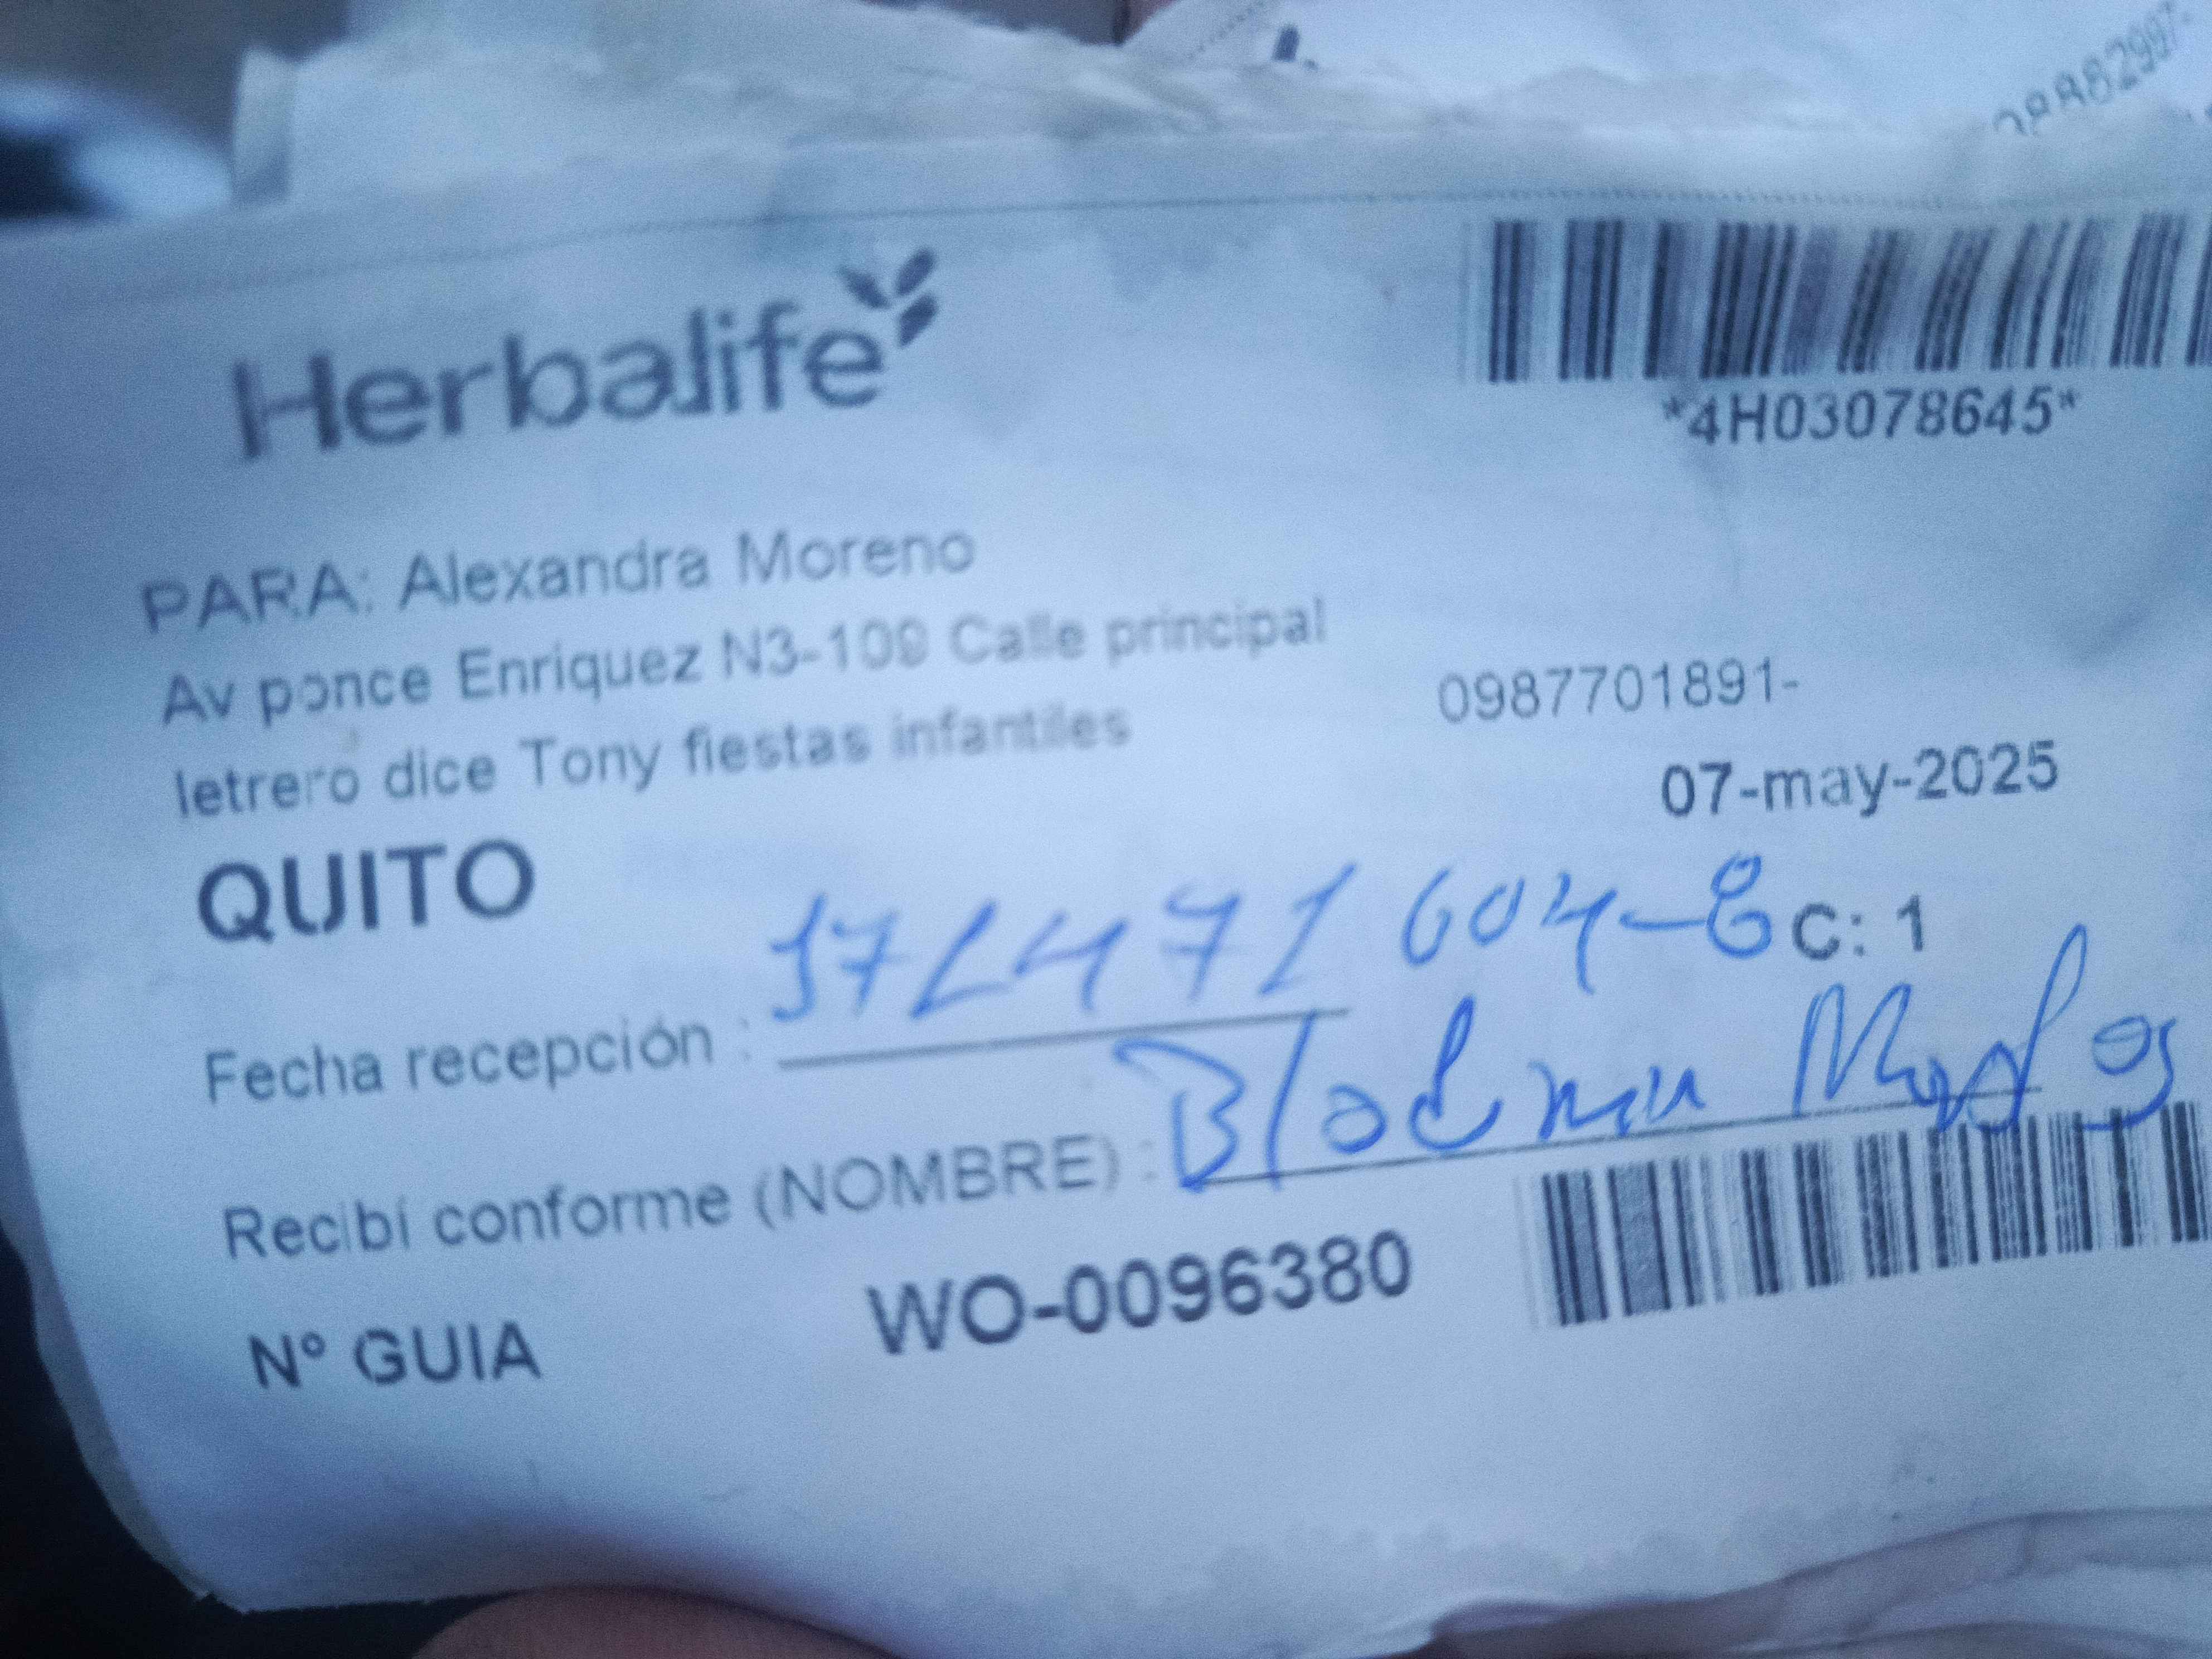 Herbalife
*4H03078645*
PARA: Alexandra Moreno
Av ponce Enriquez N3-109 Calle principal
letrero dice Tony fiestas infantiles
0987701891-
07-may-2025
QUITO
C: 1
Fecha recepción :
Recibí conforme (NOMBRE) :
Nº GUIA WO-0096380